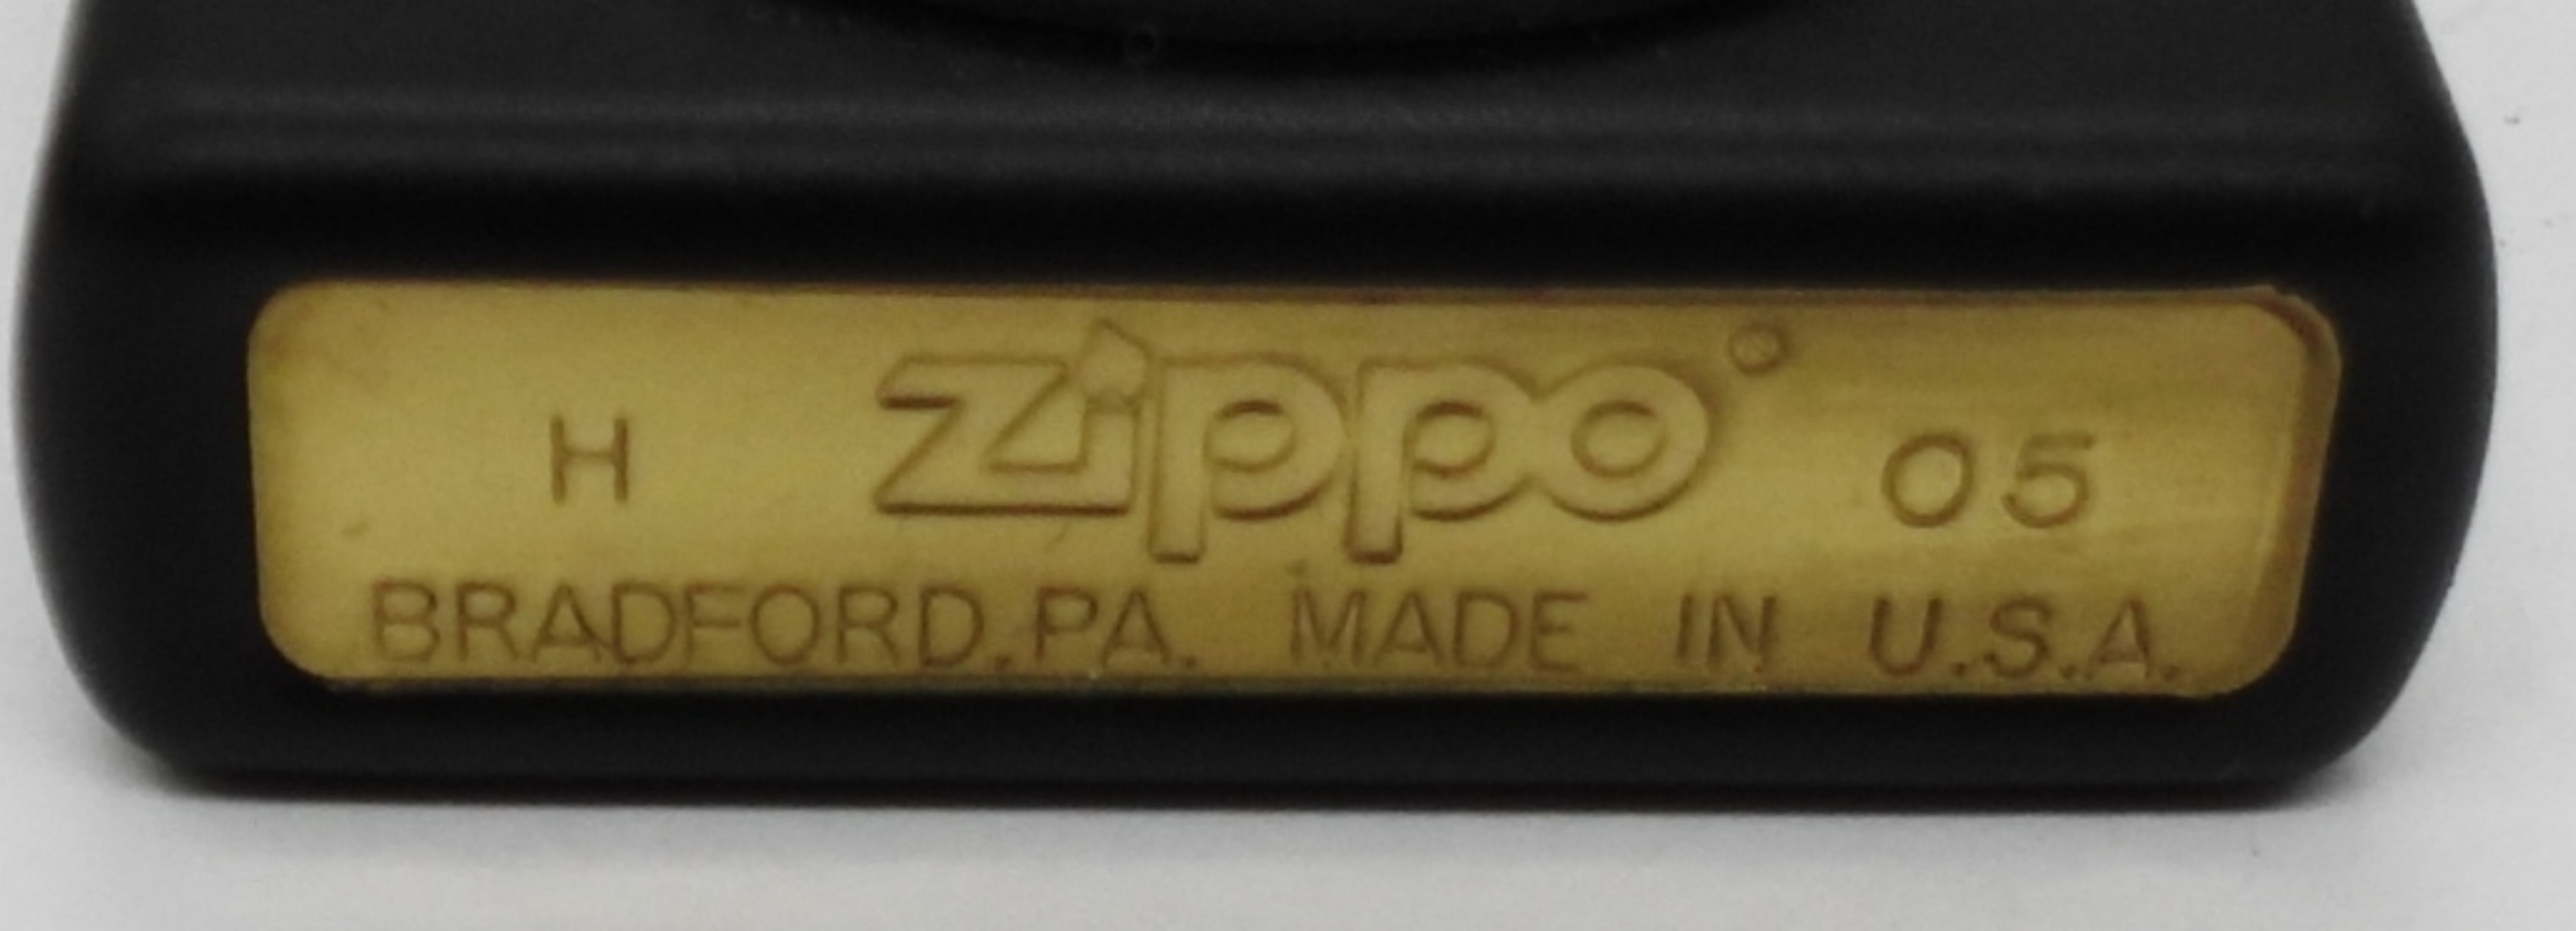 H Zippo® 05
BRADFORD,PA. MADE IN U.S.A.